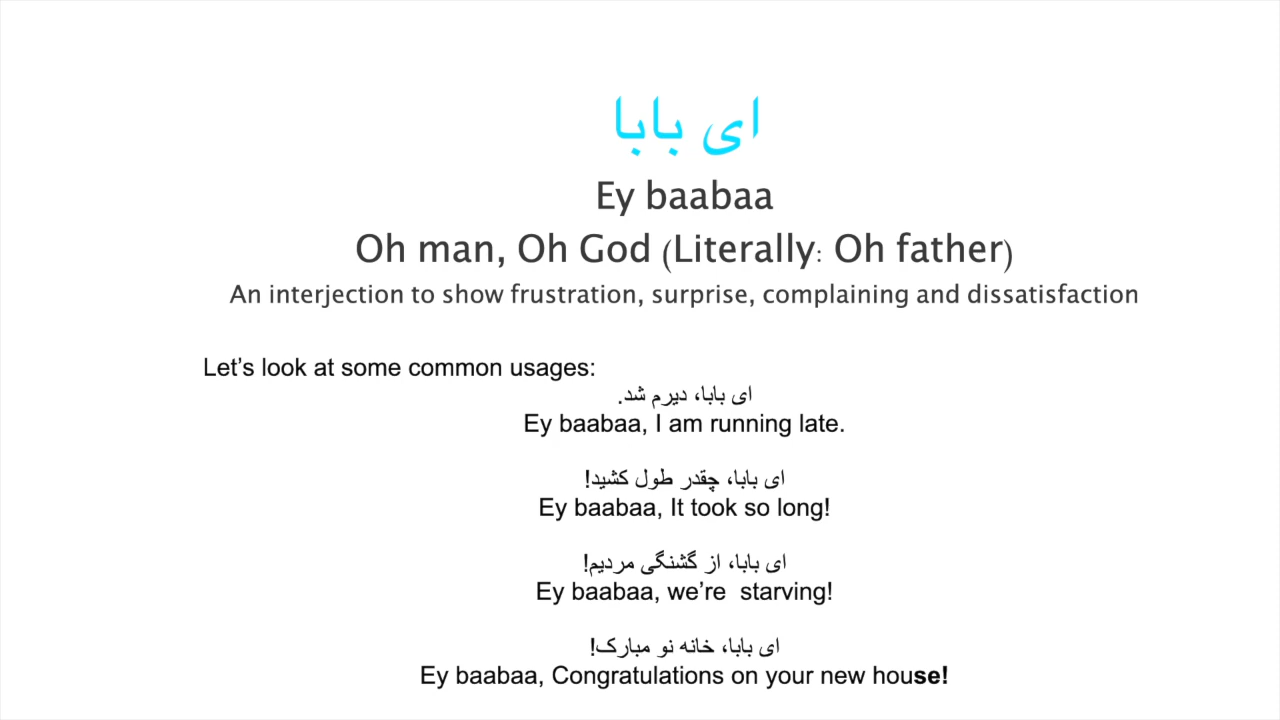 ای بابا
Ey baabaa
Oh man, Oh God (Literally: Oh father)
An interjection to show frustration, surprise, complaining and dissatisfaction
Let’s look at some common usages:
ای بابا، دیرم شد.
Ey baabaa, I am running late.
ای بابا، چقدر طول کشید!
Ey baabaa, It took so long!
ای بابا، از گشنگی مردیم!
Ey baabaa, we’re  starving!
ای بابا، خانه نو مبارک!
Ey baabaa, Congratulations on your new house!